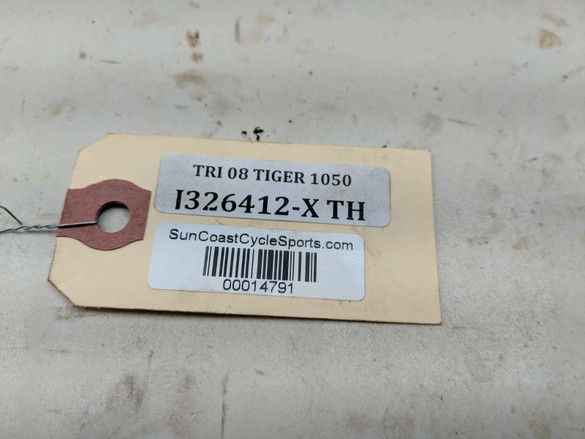 TRI 08 TIGER 1050
I326412-X TH
SunCoastCycleSports.com
00014791